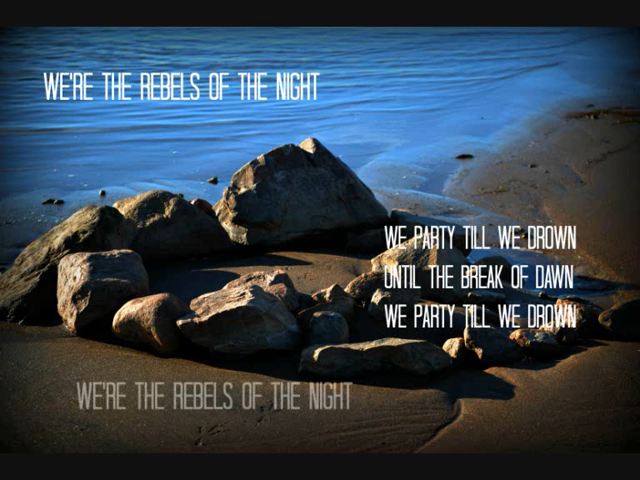 WE'RE THE REBELS OF THE NIGHT
WE PARTY TILL WE DROWN
UNTIL THE BREAK OF DAWN
WE PARTY TILL WE DROWN
WE'RE THE REBELS OF THE NIGHT